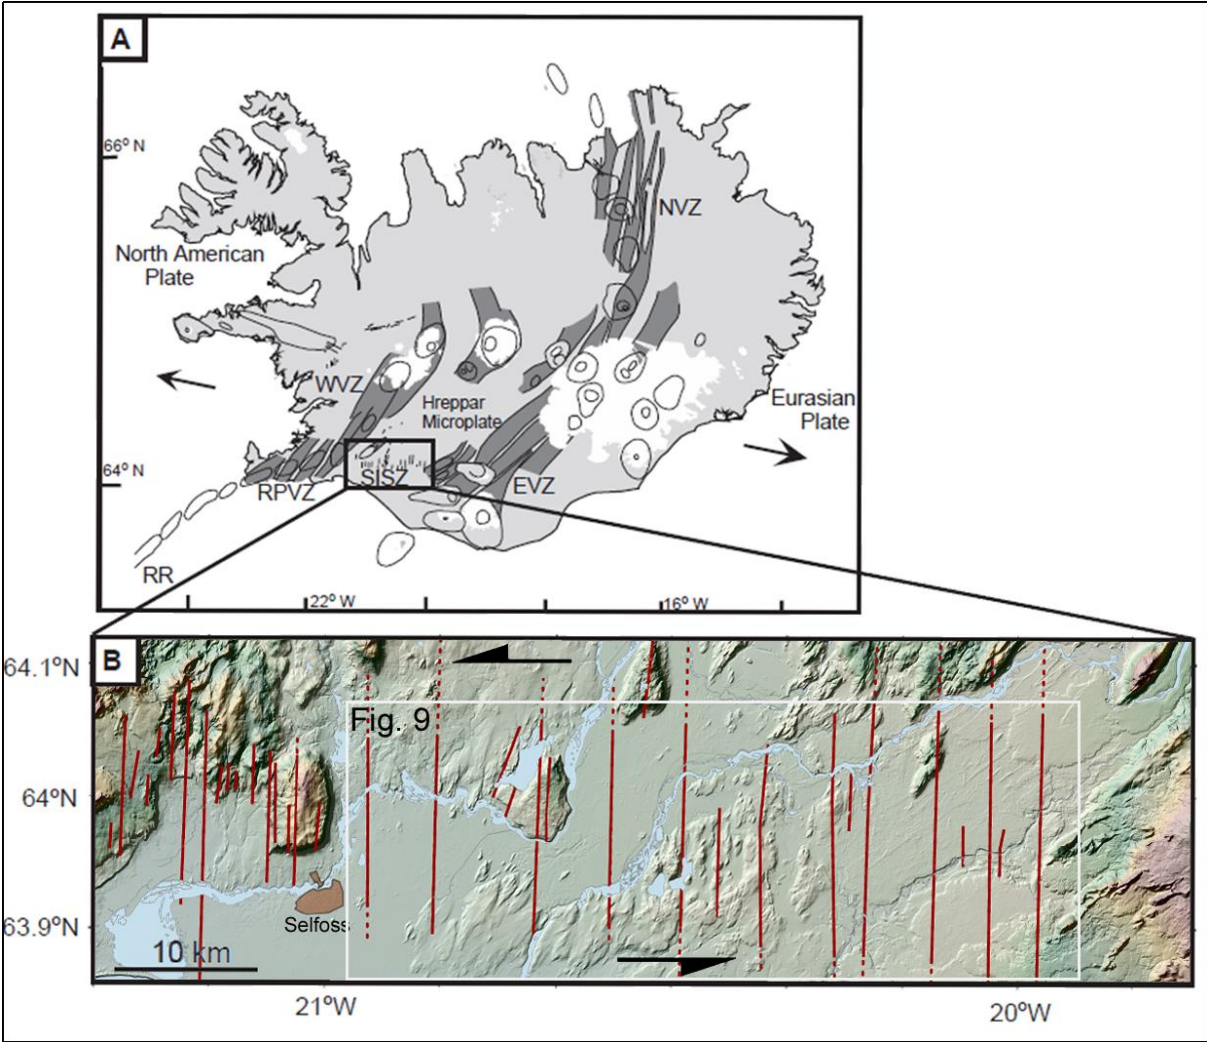 A
66° N
NVZ
North American
Plate
WVZ
Hreppar
Microplate
Eurasian
Plate
64° N
SISZ
RPVZ
EVZ
RR
22° W
16° W
B
64.1°N
Fig. 9
64°N
63.9°N
Selfoss
10 km
21°W
20°W